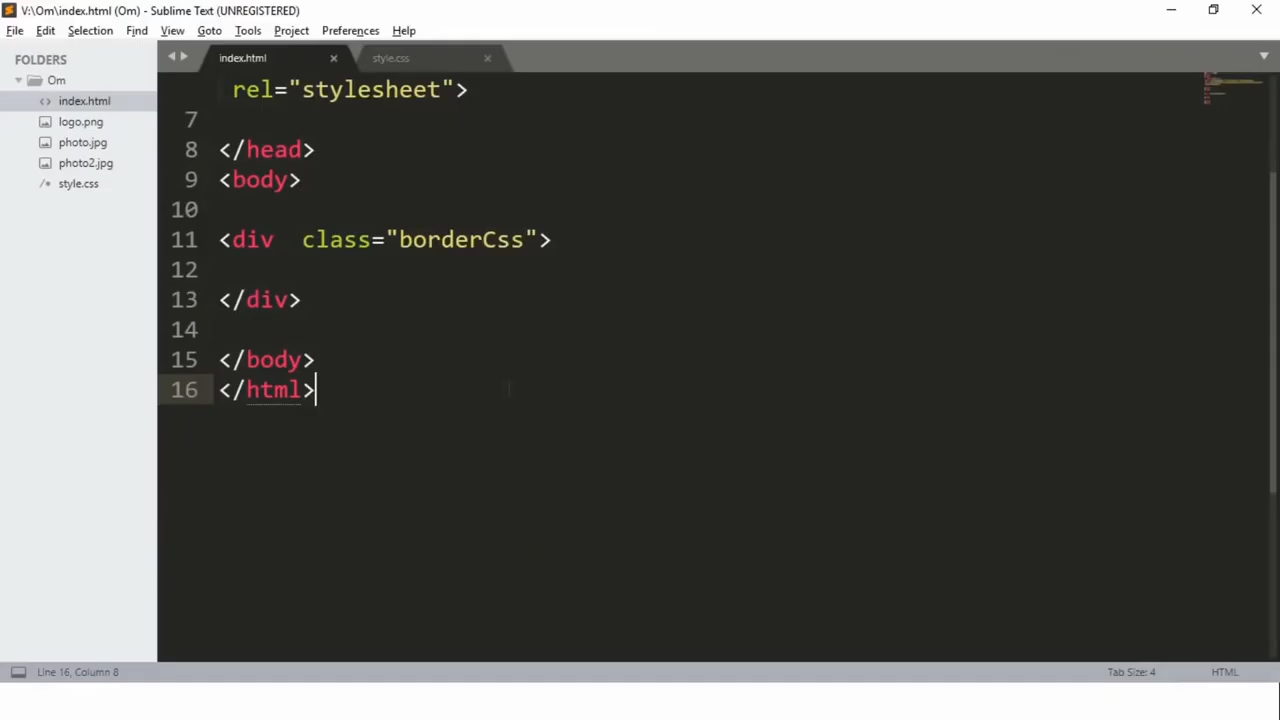 V:\Om\index.html (Om) - Sublime Text (UNREGISTERED)
File Edit Selection Find View Goto Tools Project Preferences Help
FOLDERS
Om
index.html
logo.png
photo.jpg
photo2.jpg
style.css
index.html style.css
rel="stylesheet">
7
8 </head>
9 <body>
10
11 <div  class="borderCss">
12
13 </div>
14
15 </body>
16 </html>
Line 16, Column 8 Tab Size: 4 HTML